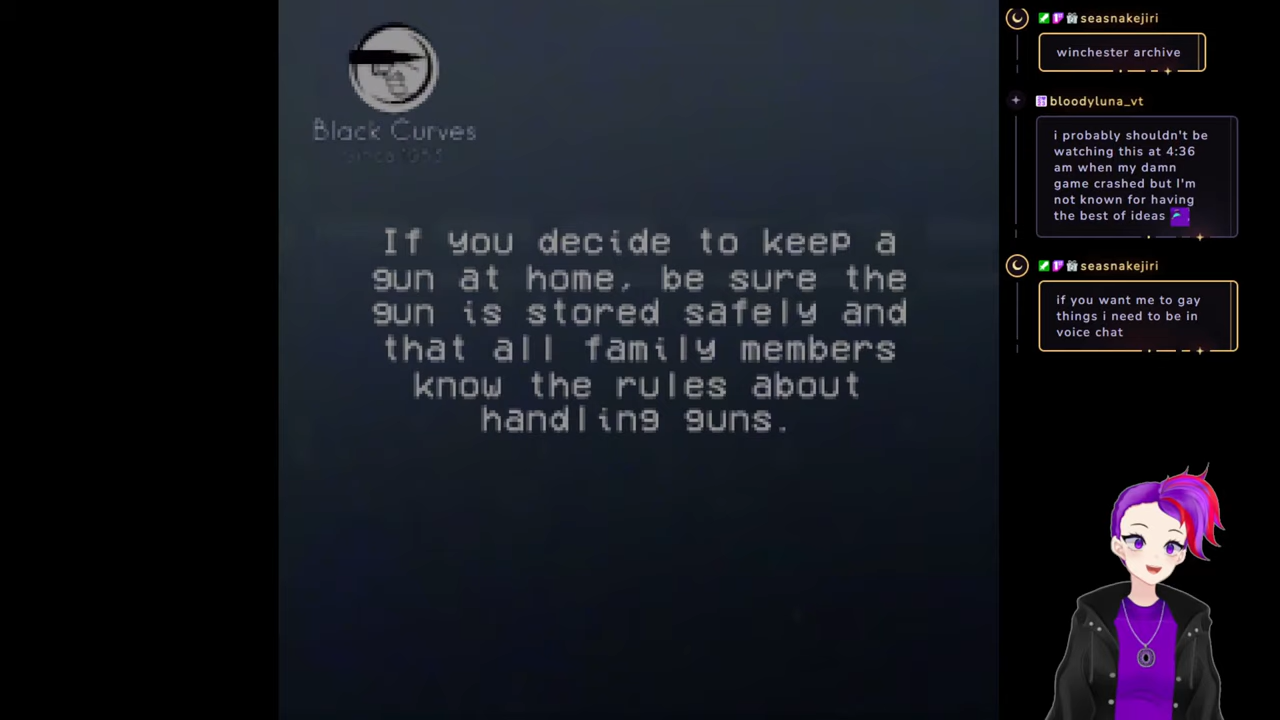 Black Curves
Since 1953
If you decide to keep a
gun at home, be sure the
gun is stored safely and
that all family members
know the rules about
handling guns.
seasnakejiri
winchester archive
bloodyluna_vt
i probably shouldn't be
watching this at 4:36
am when my damn
game crashed but I'm
not known for having
the best of ideas
seasnakejiri
if you want me to gay
things i need to be in
voice chat